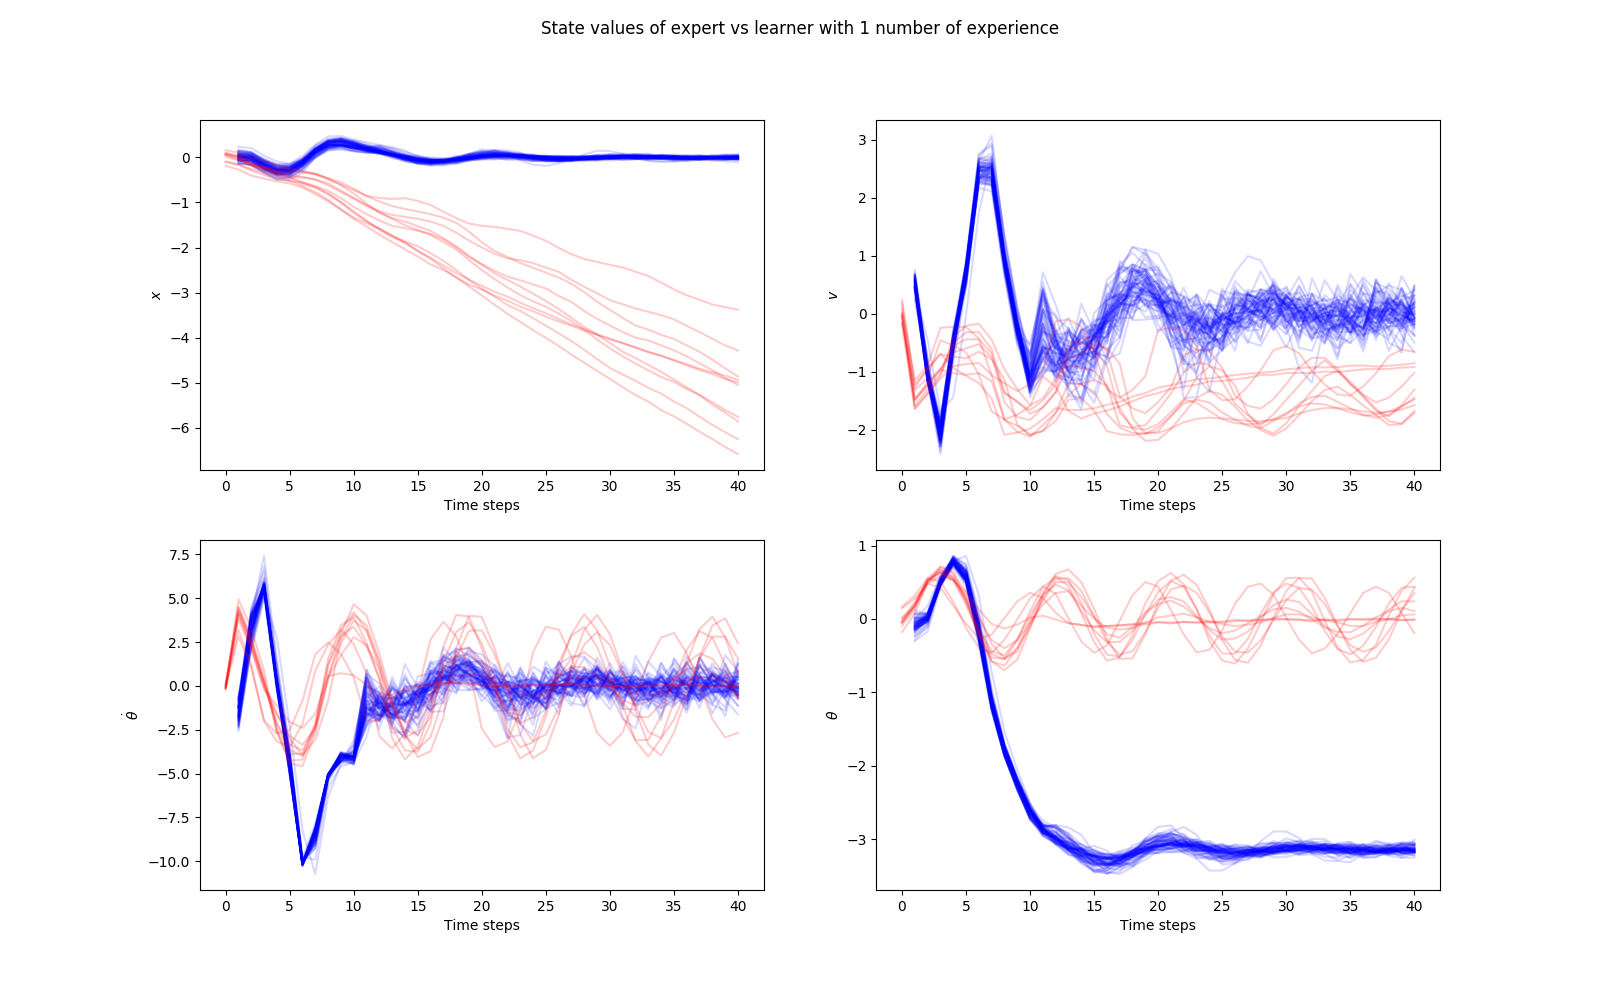 State values of expert vs learner with 1 number of experience
0
−1
−2
−3
−4
−5
−6
x
0 5 10 15 20 25 30 35 40
Time steps
3
2
1
0
−1
−2
v
0 5 10 15 20 25 30 35 40
Time steps
7.5
5.0
2.5
0.0
−2.5
−5.0
−7.5
−10.0
θ̇
0 5 10 15 20 25 30 35 40
Time steps
1
0
−1
−2
−3
θ
0 5 10 15 20 25 30 35 40
Time steps